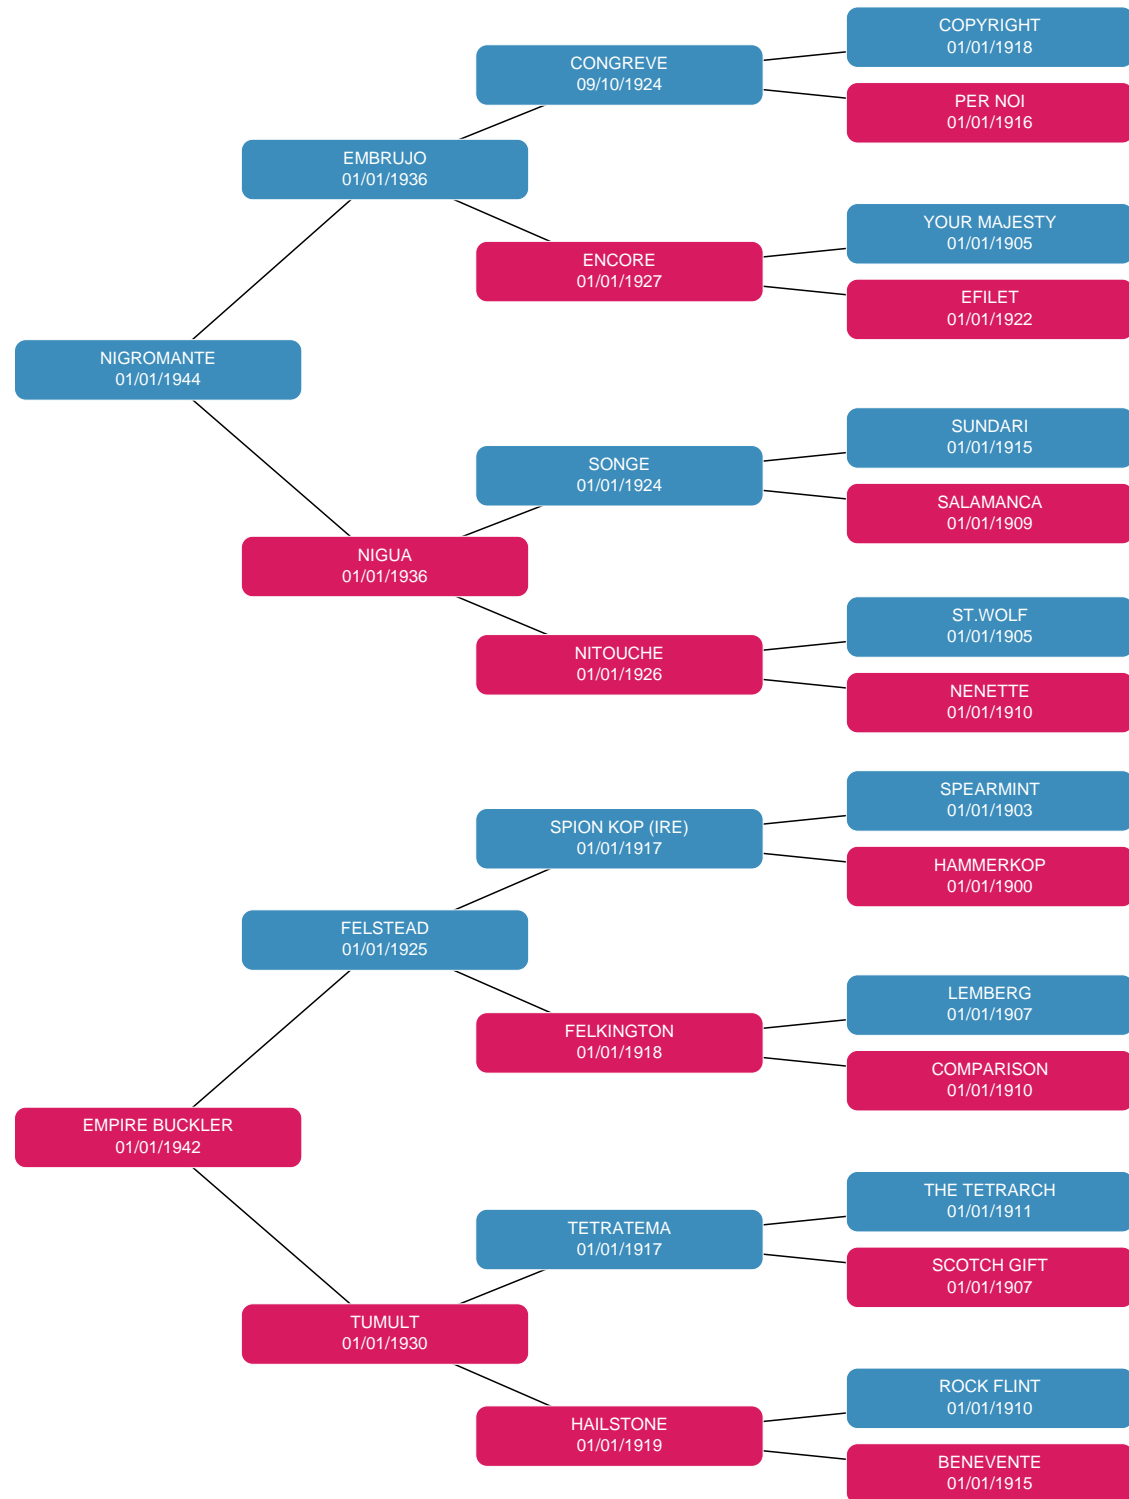 COPYRIGHT
01/01/1918
CONGREVE
09/10/1924
PER NOI
01/01/1916
EMBRUJO
01/01/1936
YOUR MAJESTY
01/01/1905
ENCORE
01/01/1927
EFILET
01/01/1922
NIGROMANTE
01/01/1944
SUNDARI
01/01/1915
SONGE
01/01/1924
SALAMANCA
01/01/1909
NIGUA
01/01/1936
ST.WOLF
01/01/1905
NITOUCHE
01/01/1926
NENETTE
01/01/1910
SPEARMINT
01/01/1903
SPION KOP (IRE)
01/01/1917
HAMMERKOP
01/01/1900
FELSTEAD
01/01/1925
LEMBERG
01/01/1907
FELKINGTON
01/01/1918
COMPARISON
01/01/1910
EMPIRE BUCKLER
01/01/1942
THE TETRARCH
01/01/1911
TETRATEMA
01/01/1917
SCOTCH GIFT
01/01/1907
TUMULT
01/01/1930
ROCK FLINT
01/01/1910
HAILSTONE
01/01/1919
BENEVENTE
01/01/1915